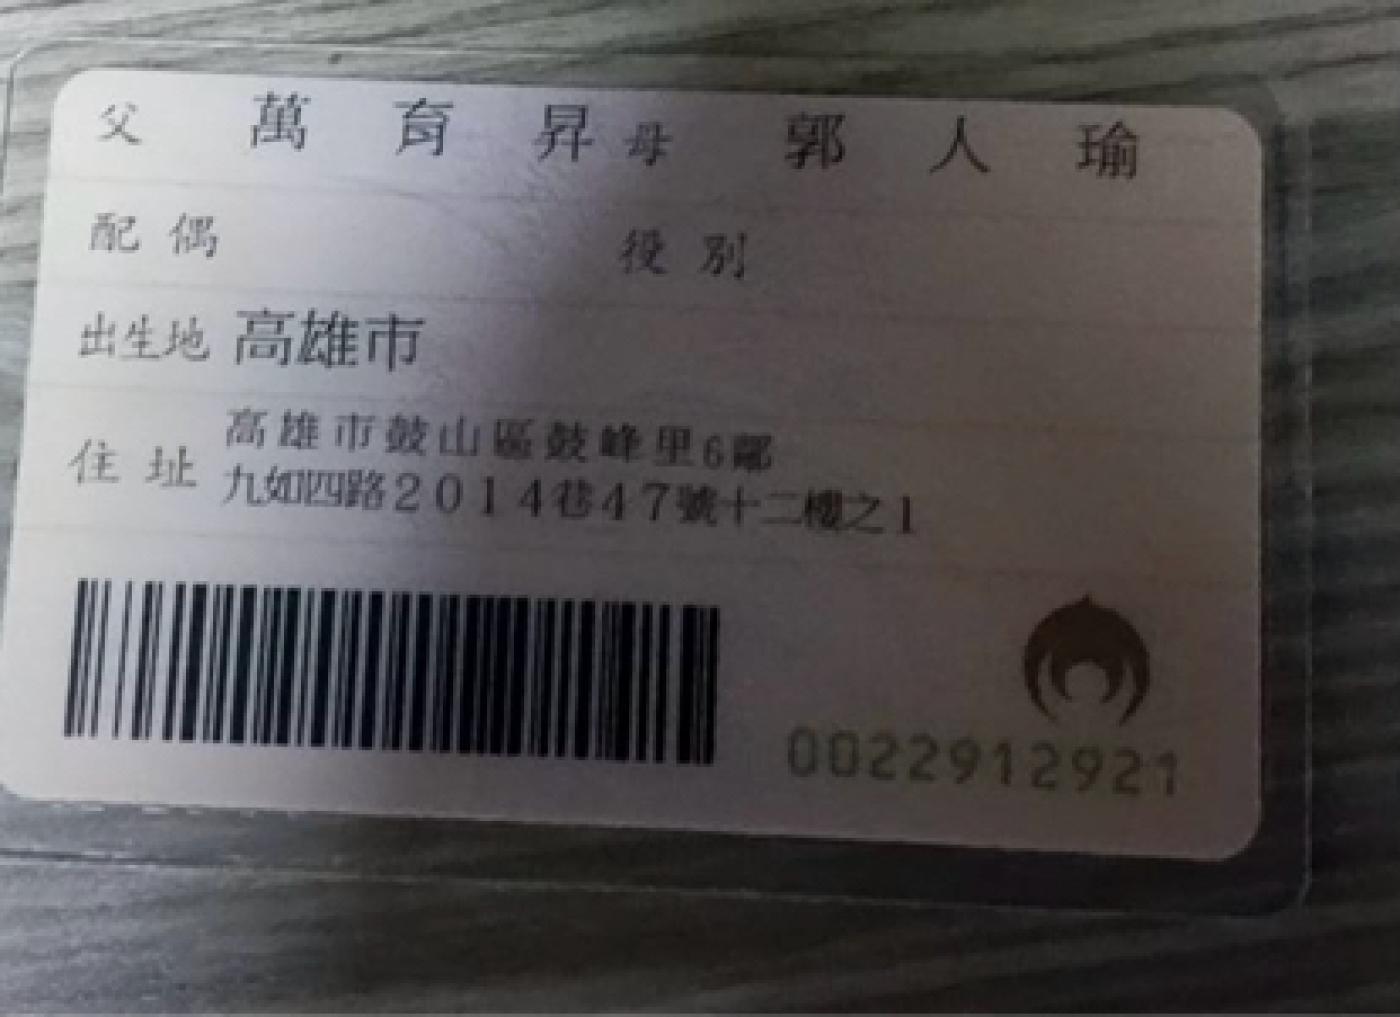 父 萬育昇 母 郭人瑜
配偶 役別
出生地 高雄市
高雄市鼓山區鼓峰里6鄰
住址
九如四路2014巷47號十二樓之1
0022912921